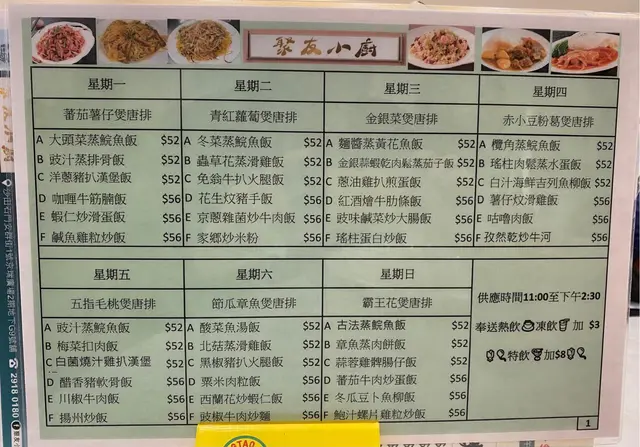 聚友小廚
星期一
蕃茄薯仔煲唐排
A 大頭菜蒸鯇魚飯 $52
B 豉汁蒸排骨飯 $52
C 洋蔥豬扒漢堡飯 $52
D 咖喱牛筋腩飯 $56
E 蝦仁炒滑蛋飯 $56
F 鹹魚雞粒炒飯 $56
星期二
青紅蘿蔔煲唐排
A 冬菜蒸鯇魚飯 $52
B 蟲草花蒸滑雞飯 $52
C 免翁牛扒火腿飯 $52
D 花生炆豬手飯 $56
E 京蔥雜菌炒牛肉飯 $56
F 家鄉炒米粉 $56
星期三
金銀菜煲唐排
A 麵醬蒸黃花魚飯 $52
B 金銀蒜蝦乾肉鬆蒸茄子飯 $52
C 蔥油雞扒煎蛋飯 $52
D 紅酒燴牛肋條飯 $56
E 豉味鹹菜炒大腸飯 $56
F 瑤柱蛋白炒飯 $56
星期四
赤小豆粉葛煲唐排
A 欖角蒸鯇魚飯 $52
B 瑤柱肉鬆蒸水蛋飯 $52
C 白汁海鮮吉列魚柳飯 $52
D 薯仔炆滑雞飯 $56
E 咕嚕肉飯 $56
F 孜然乾炒牛河 $56
星期五
五指毛桃煲唐排
A 豉汁蒸鯇魚飯 $52
B 梅菜扣肉飯 $52
C 白菌燒汁雞扒漢堡 $52
D 醋香豬軟骨飯 $56
E 川椒牛肉飯 $56
F 揚州炒飯 $56
星期六
節瓜章魚煲唐排
A 酸菜魚湯飯 $52
B 北菇蒸滑雞飯 $52
C 黑椒豬扒火腿飯 $52
D 粟米肉粒飯 $56
E 西蘭花炒蝦仁飯 $56
F 豉椒牛肉炒麵 $56
星期日
霸王花煲唐排
A 古法蒸鯇魚飯 $52
B 章魚蒸肉餅飯 $52
C 蒜蓉雞髀腸仔飯 $52
D 蕃茄牛肉炒蛋飯 $56
E 冬瓜豆卜魚柳飯 $56
F 鮑汁螺片雞粒炒飯 $56
供應時間11:00至下午2:30
奉送熱飲 凍飲 加 $3
特飲 加$8
1
2918 0180